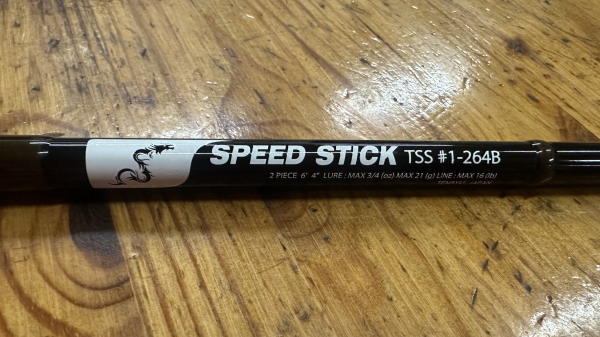 SPEED STICK TSS #1-264B
2 PIECE 6' 4" LURE : MAX 3/4 (oz) MAX 21 (g) LINE : MAX 16 (lb)
JAPAN